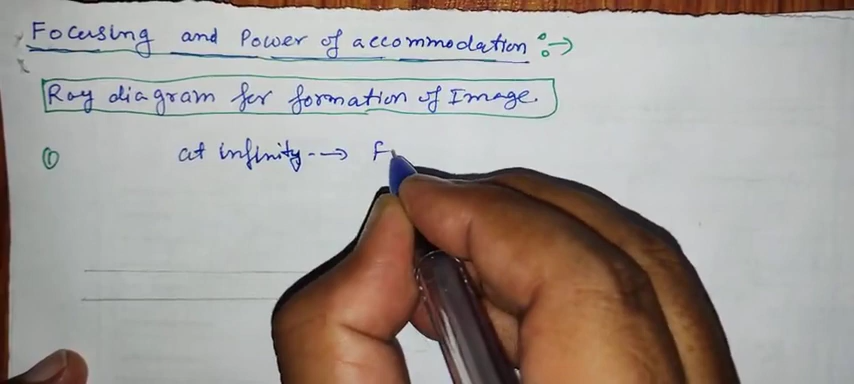 Focusing and Power of accommodation :->
Ray diagram for formation of Image.
① at infinity --> F